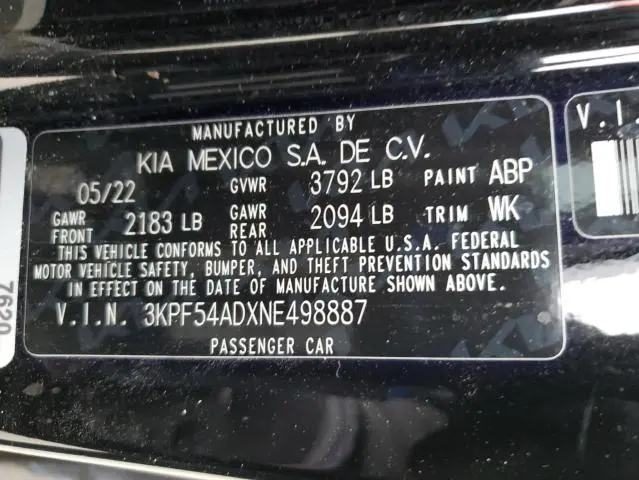 MANUFACTURED BY
KIA MEXICO S.A. DE C.V.
05/22 GVWR 3792 LB PAINT ABP
GAWR FRONT 2183 LB GAWR REAR 2094 LB TRIM WK
THIS VEHICLE CONFORMS TO ALL APPLICABLE U.S.A. FEDERAL
MOTOR VEHICLE SAFETY, BUMPER, AND THEFT PREVENTION STANDARDS
IN EFFECT ON THE DATE OF MANUFACTURE SHOWN ABOVE.
V.I.N. 3KPF54ADXNE498887
PASSENGER CAR
V.I
7620